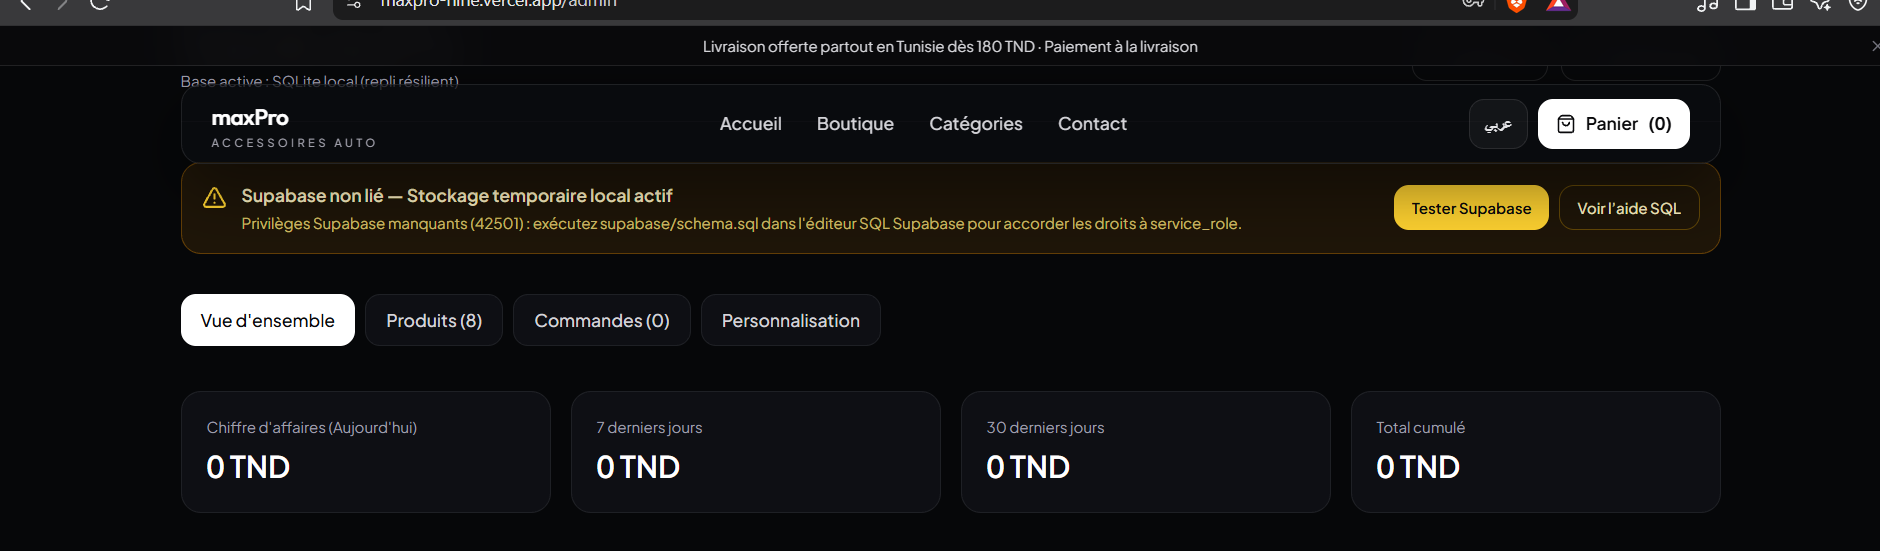 maxpro-nine.vercel.app/admin
Livraison offerte partout en Tunisie dès 180 TND · Paiement à la livraison
Base active : SQLite local (repli résilient)
maxPro
ACCESSOIRES AUTO
Accueil
Boutique
Catégories
Contact
عربي
Panier (0)
Supabase non lié — Stockage temporaire local actif
Privilèges Supabase manquants (42501) : exécutez supabase/schema.sql dans l'éditeur SQL Supabase pour accorder les droits à service_role.
Tester Supabase
Voir l'aide SQL
Vue d'ensemble
Produits (8)
Commandes (0)
Personnalisation
Chiffre d'affaires (Aujourd'hui)
0 TND
7 derniers jours
0 TND
30 derniers jours
0 TND
Total cumulé
0 TND